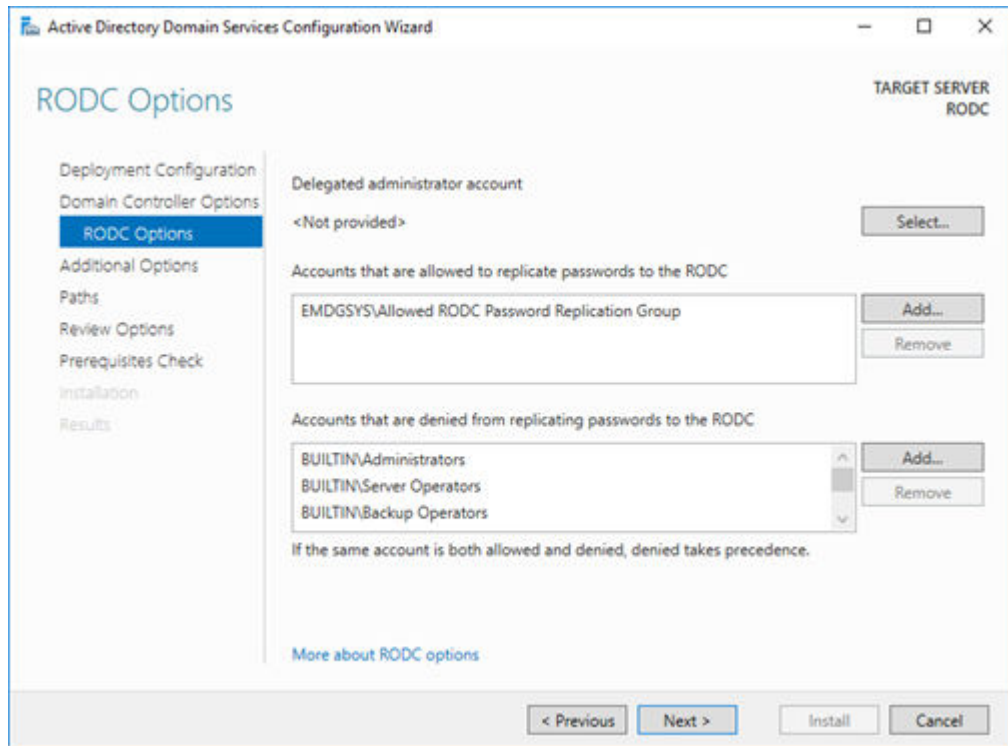 Active Directory Domain Services Configuration Wizard
RODC Options
TARGET SERVER
RODC
Deployment Configuration
Domain Controller Options
RODC Options
Additional Options
Paths
Review Options
Prerequisites Check
Installation
Results
Delegated administrator account
<Not provided>
Select...
Accounts that are allowed to replicate passwords to the RODC
EMDGSYS\Allowed RODC Password Replication Group
Add...
Remove
Accounts that are denied from replicating passwords to the RODC
BUILTIN\Administrators
BUILTIN\Server Operators
BUILTIN\Backup Operators
Add...
Remove
If the same account is both allowed and denied, denied takes precedence.
More about RODC options
< Previous
Next >
Install
Cancel